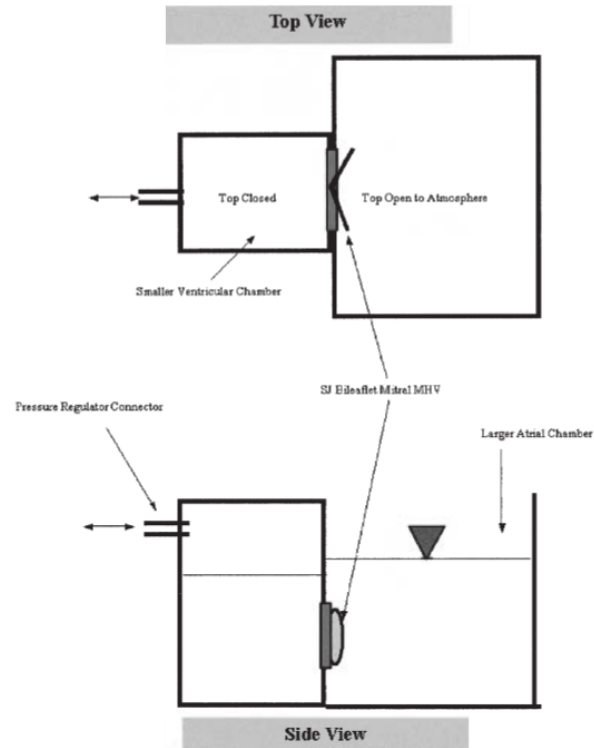 Top View
Top Closed
Top Open to Atmosphere
Smaller Ventricular Chamber
SJ Bileaflet Mitral MHV
Pressure Regulator Connector
Larger Atrial Chamber
Side View